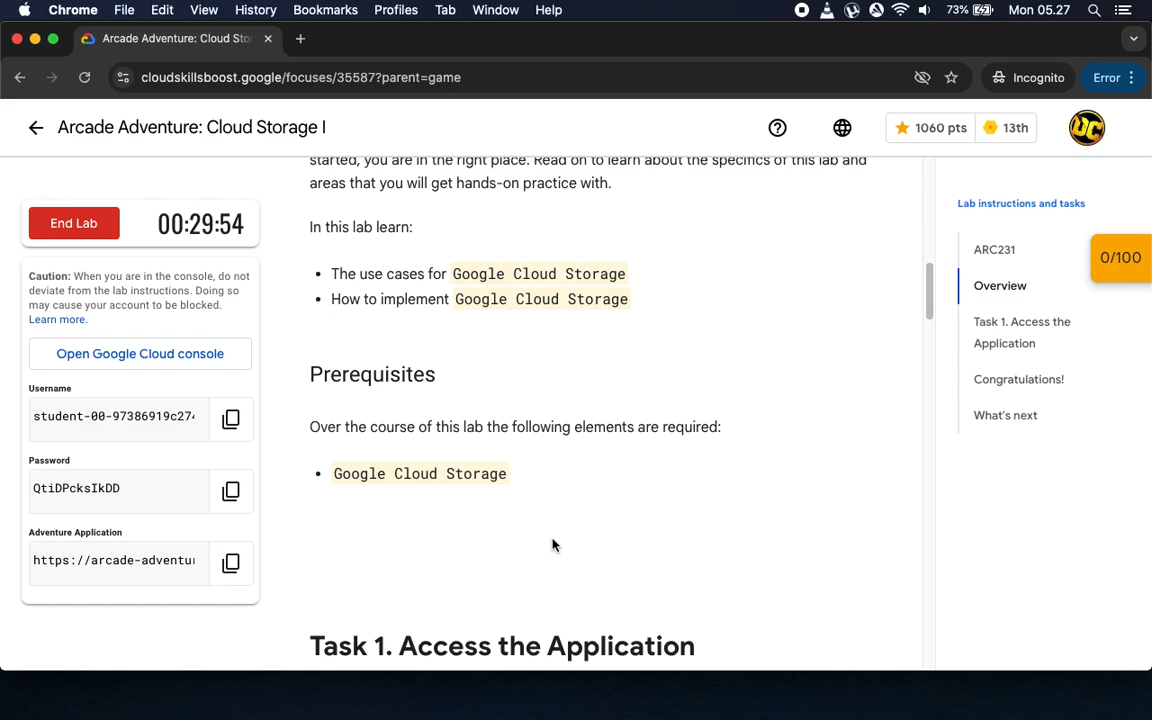 Chrome File Edit View History Bookmarks Profiles Tab Window Help 73% Mon 05.27
Arcade Adventure: Cloud Sto
cloudskillsboost.google/focuses/35587?parent=game Incognito Error
Arcade Adventure: Cloud Storage I 1060 pts 13th UC
started, you are in the right place. Read on to learn about the specifics of this lab and
areas that you will get hands-on practice with.
End Lab 00:29:54
Caution: When you are in the console, do not
deviate from the lab instructions. Doing so
may cause your account to be blocked.
Learn more.
Open Google Cloud console
Username
student-00-97386919c274
Password
QtiDPcksIkDD
Adventure Application
https://arcade-adventur
In this lab learn:
• The use cases for Google Cloud Storage
• How to implement Google Cloud Storage
Prerequisites
Over the course of this lab the following elements are required:
• Google Cloud Storage
Task 1. Access the Application
Lab instructions and tasks
ARC231
0/100
Overview
Task 1. Access the
Application
Congratulations!
What's next